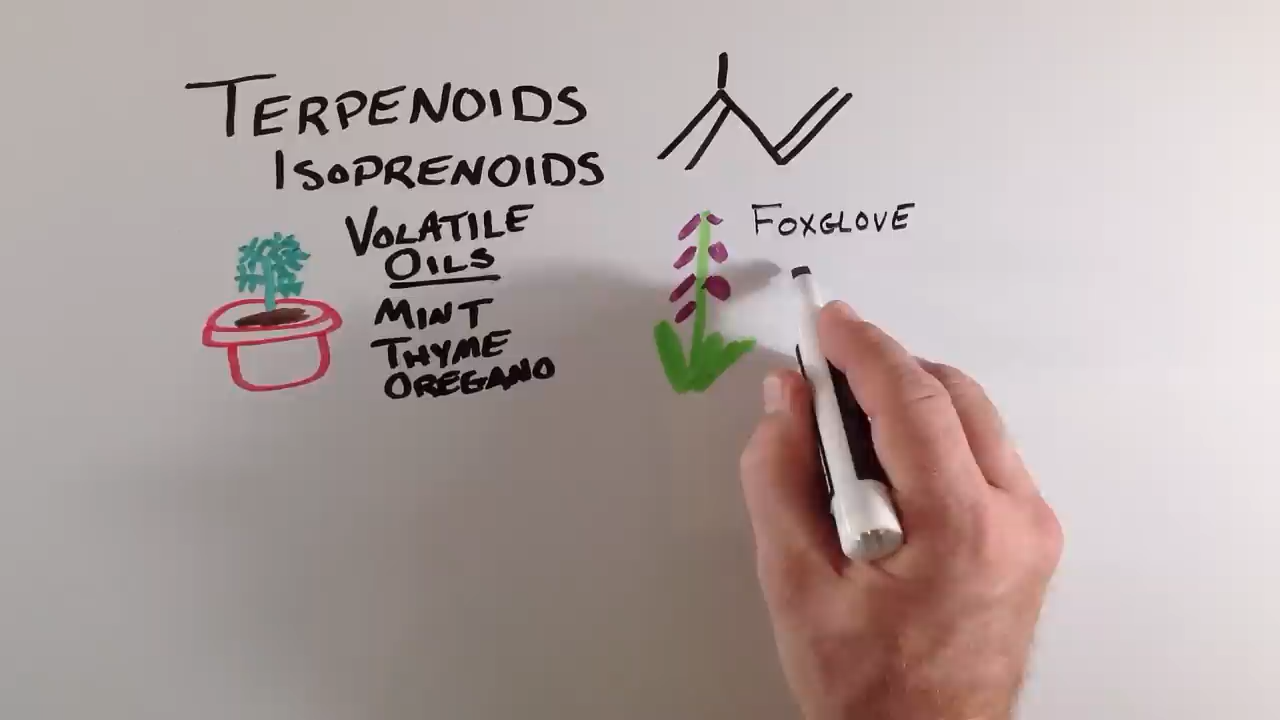 TERPENOIDS
ISOPRENOIDS
VOLATILE
OILS
MINT
THYME
OREGANO
FOXGLOVE